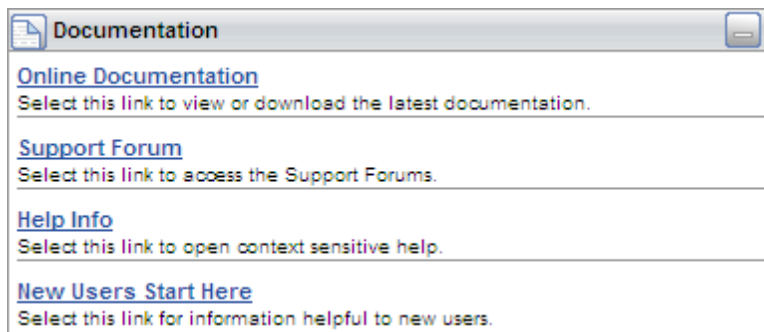 Documentation
Online Documentation
Select this link to view or download the latest documentation.
Support Forum
Select this link to access the Support Forums.
Help Info
Select this link to open context sensitive help.
New Users Start Here
Select this link for information helpful to new users.